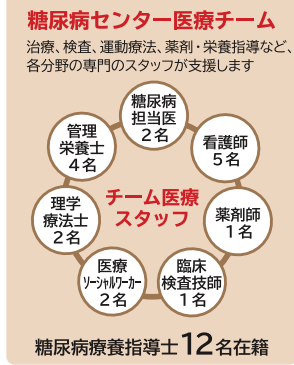 糖尿病センター医療チーム
治療、検査、運動療法、薬剤・栄養指導など、
各分野の専門のスタッフが支援します
糖尿病
担当医
2名
看護師
5名
薬剤師
1名
臨床
検査技師
1名
医療
ソーシャルワーカー
2名
理学
療法士
2名
管理
栄養士
4名
チーム医療
スタッフ
糖尿病療養指導士12名在籍